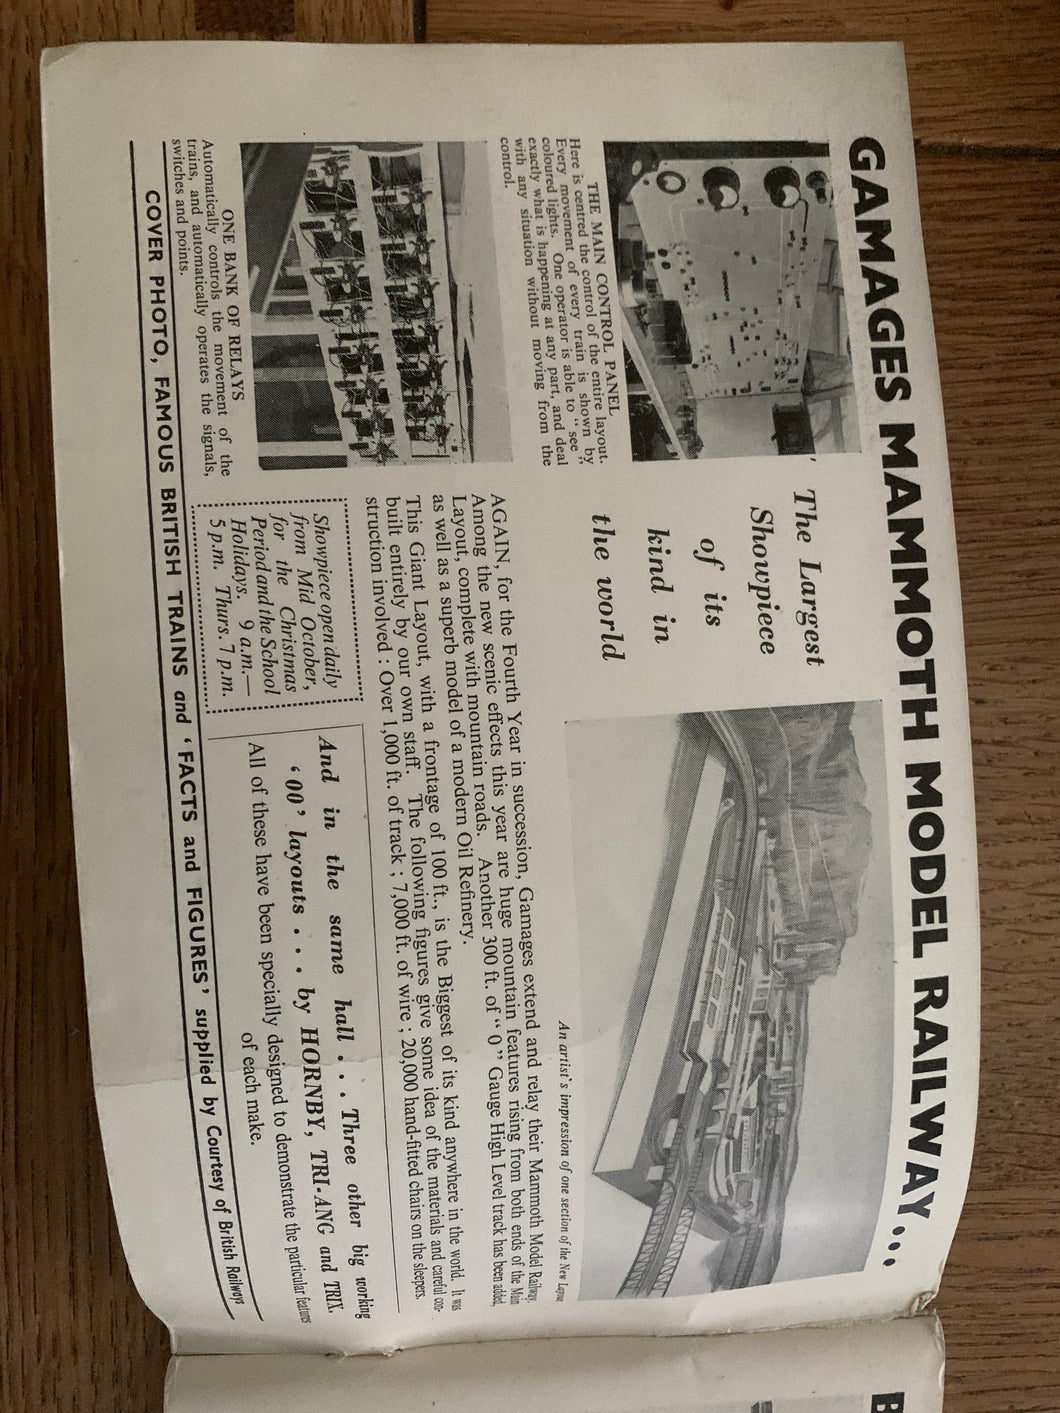 GAMAGES MAMMOTH MODEL RAILWAY...
THE MAIN CONTROL PANEL
Here is centred the control of the entire layout.
Every movement of every train is shown by
coloured lights. One operator is able to “ see ”
exactly what is happening at any part, and deal
with any situation without moving from the
control.
ONE BANK OF RELAYS
Automatically controls the movement of the
trains, and automatically operates the signals,
switches and points.
The Largest
Showpiece
of its
kind in
the world
An artist's impression of one section of the New Layout
AGAIN, for the Fourth Year in succession, Gamages extend and relay their Mammoth Model Railway.
Among the new scenic effects this year are huge mountain features rising from both ends of the Main
Layout, complete with mountain roads. Another 300 ft. of “ 0 ” Gauge High Level track has been added,
as well as a superb model of a modern Oil Refinery.
This Giant Layout, with a frontage of 100 ft., is the Biggest of its kind anywhere in the world. It was
built entirely by our own staff. The following figures give some idea of the materials and careful con-
struction involved : Over 1,000 ft. of track ; 7,000 ft. of wire ; 20,000 hand-fitted chairs on the sleepers.
Showpiece open daily
from Mid October,
for the Christmas
Period and the School
Holidays. 9 a.m.—
5 p.m. Thurs. 7 p.m.
And in the same hall . . . Three other big working
‘ 00 ’ layouts . . . by HORNBY, TRI-ANG and TRIX.
All of these have been specially designed to demonstrate the particular features
of each make.
COVER PHOTO, FAMOUS BRITISH TRAINS and ‘ FACTS and FIGURES ’ supplied by Courtesy of British Railways